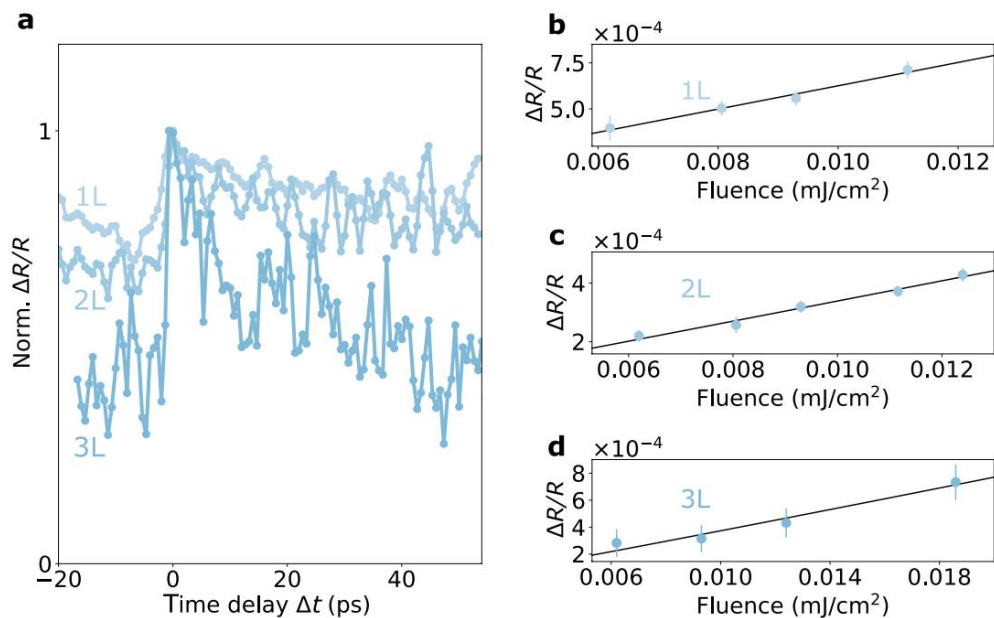 a
Norm. ΔR/R
1
0
1L
2L
3L
−20
0
20
40
Time delay Δt (ps)
b
×10⁻⁴
ΔR/R
7.5
5.0
1L
0.006
0.008
0.010
0.012
Fluence (mJ/cm²)
c
×10⁻⁴
ΔR/R
4
2
2L
0.006
0.008
0.010
0.012
Fluence (mJ/cm²)
d
×10⁻⁴
ΔR/R
8
6
4
2
3L
0.006
0.010
0.014
0.018
Fluence (mJ/cm²)